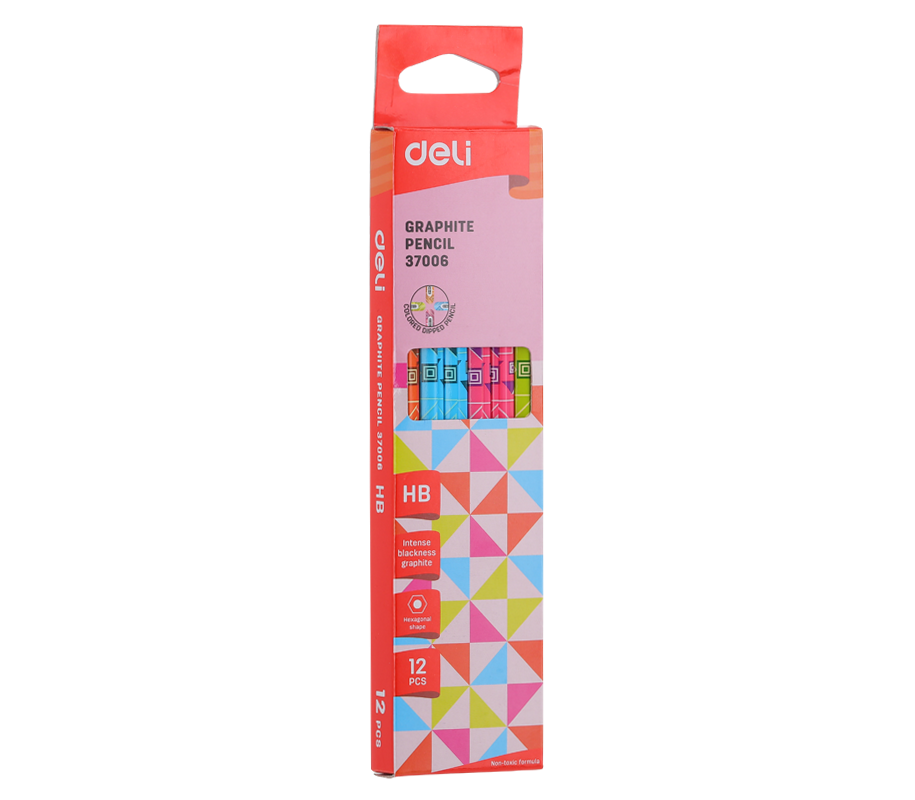 deli
GRAPHITE
PENCIL
37006
COLORED DIPPED PENCIL
HB
Intense
blackness
graphite
Hexagonal
shape
12
PCS
Non-toxic formula
deli
GRAPHITE PENCIL 37006
HB
12 PCS